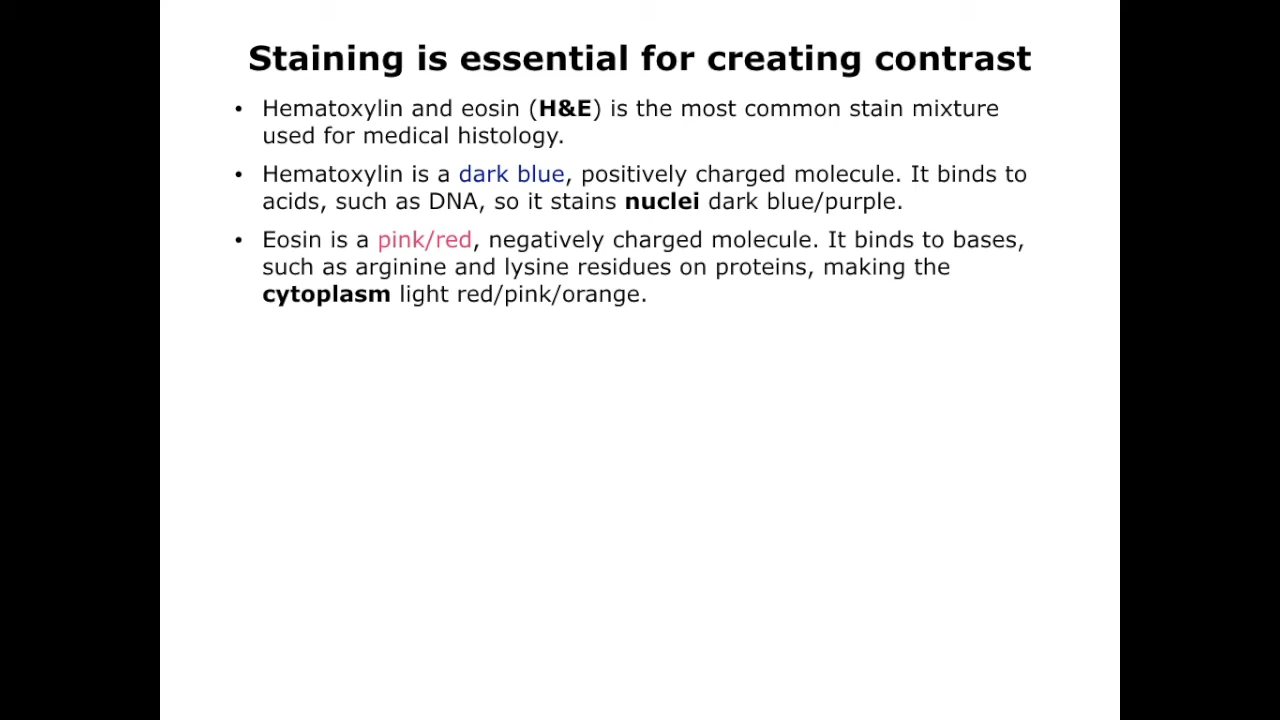 Staining is essential for creating contrast
• Hematoxylin and eosin (H&E) is the most common stain mixture
used for medical histology.
• Hematoxylin is a dark blue, positively charged molecule. It binds to
acids, such as DNA, so it stains nuclei dark blue/purple.
• Eosin is a pink/red, negatively charged molecule. It binds to bases,
such as arginine and lysine residues on proteins, making the
cytoplasm light red/pink/orange.